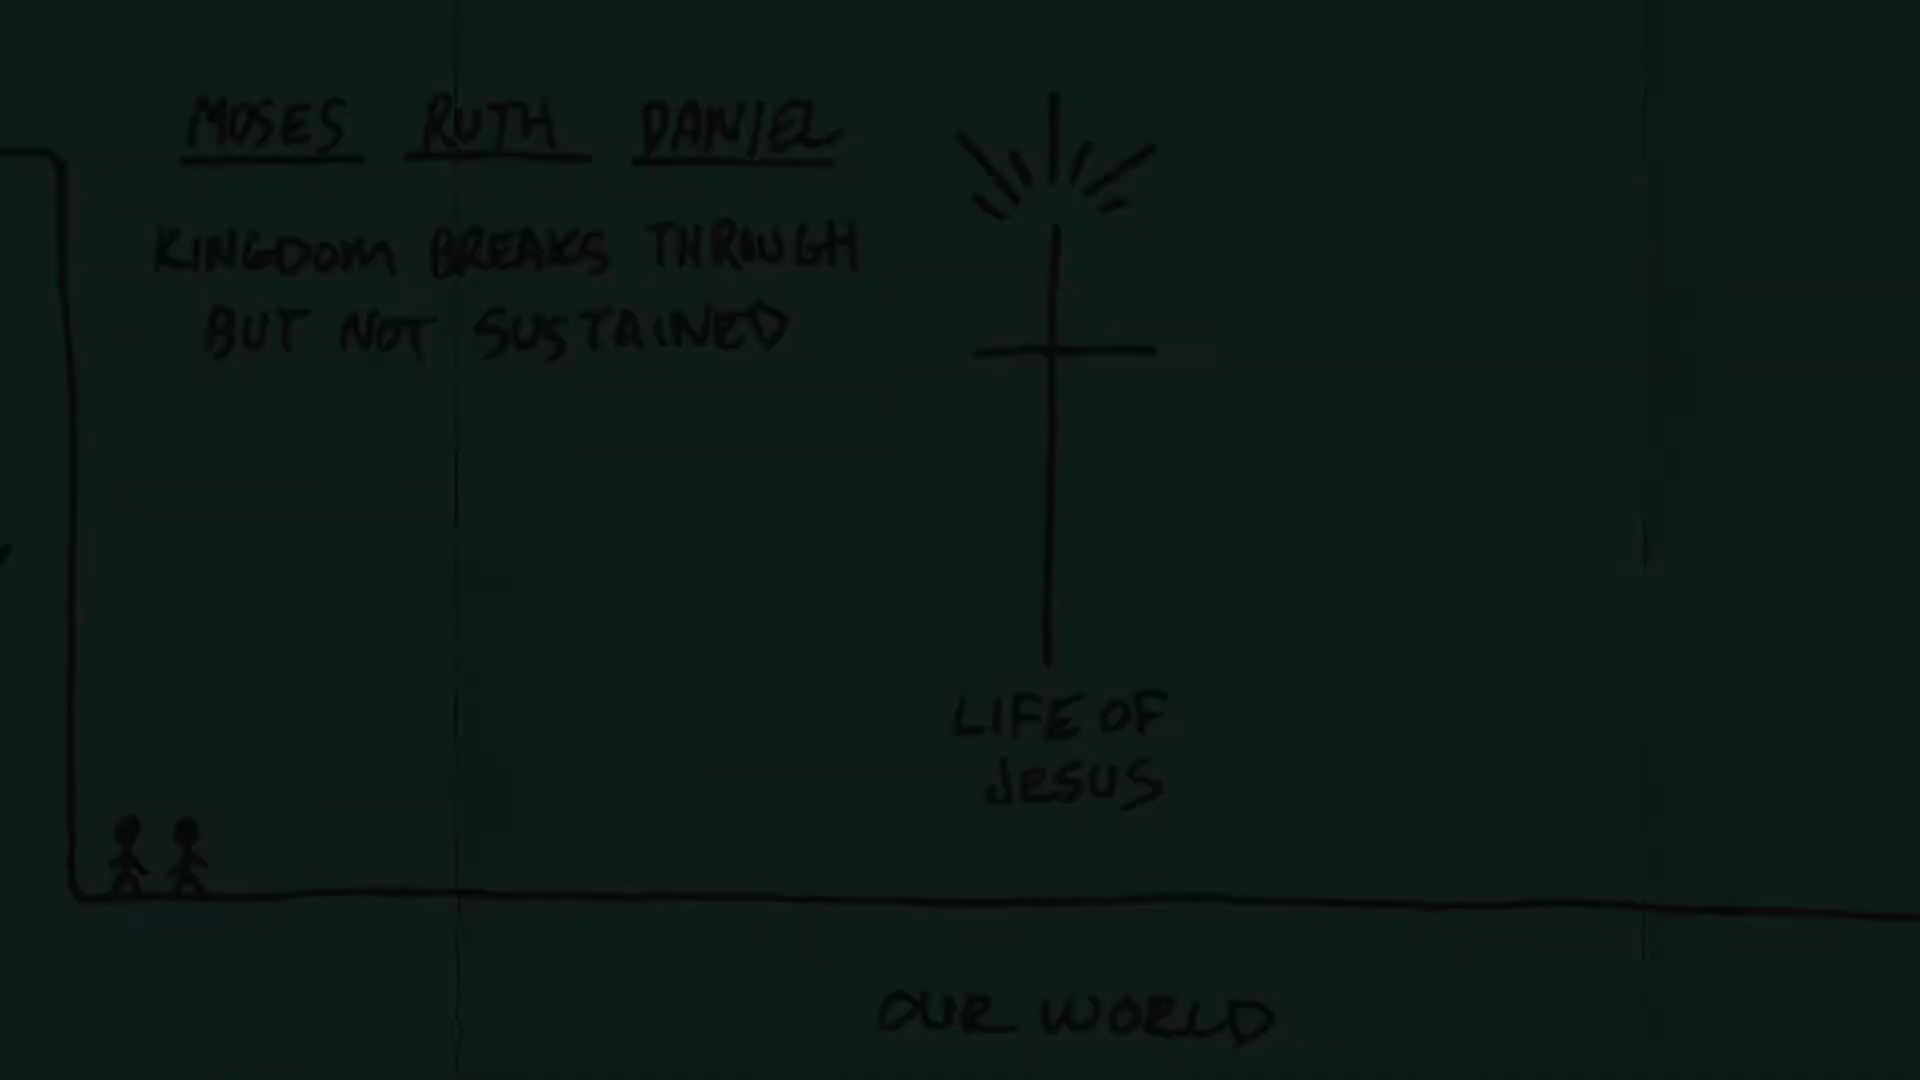 MOSES RUTH DANIEL
KINGDOM BREAKS THROUGH
BUT NOT SUSTAINED
LIFE OF
JESUS
OUR WORLD